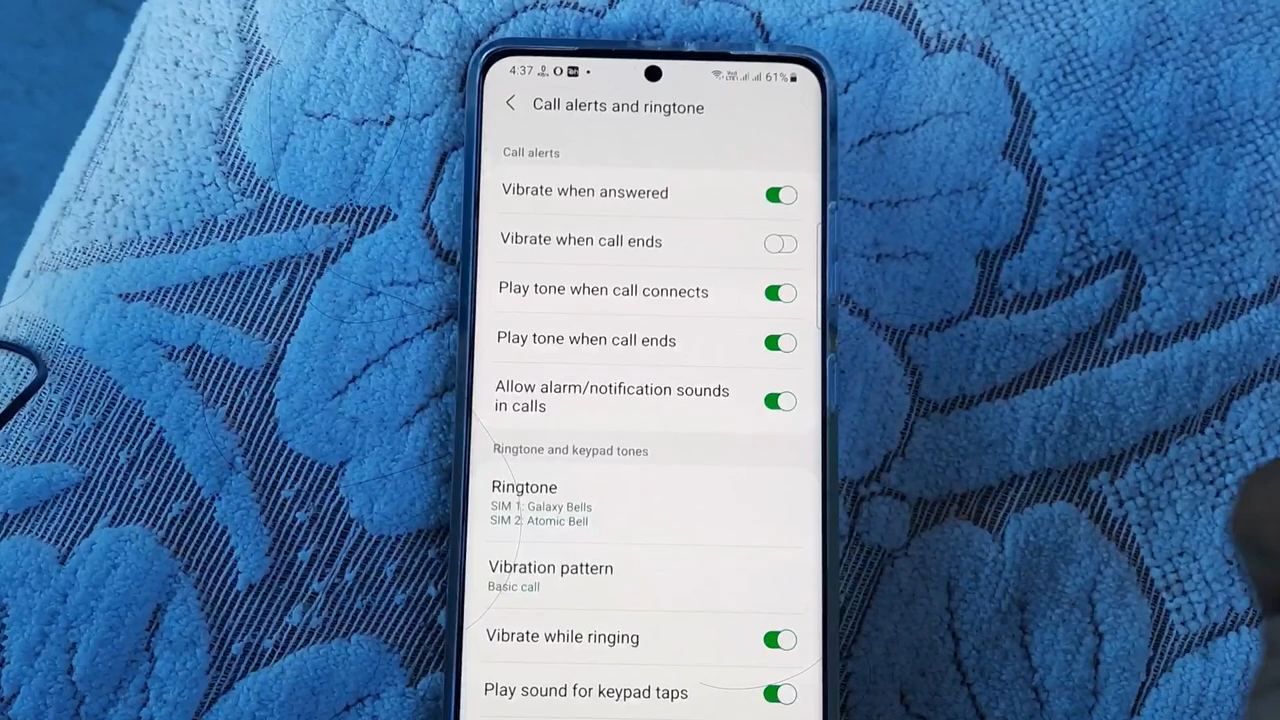 4:37 61%
Call alerts and ringtone
Call alerts
Vibrate when answered
Vibrate when call ends
Play tone when call connects
Play tone when call ends
Allow alarm/notification sounds
in calls
Ringtone and keypad tones
Ringtone
SIM 1: Galaxy Bells
SIM 2: Atomic Bell
Vibration pattern
Basic call
Vibrate while ringing
Play sound for keypad taps